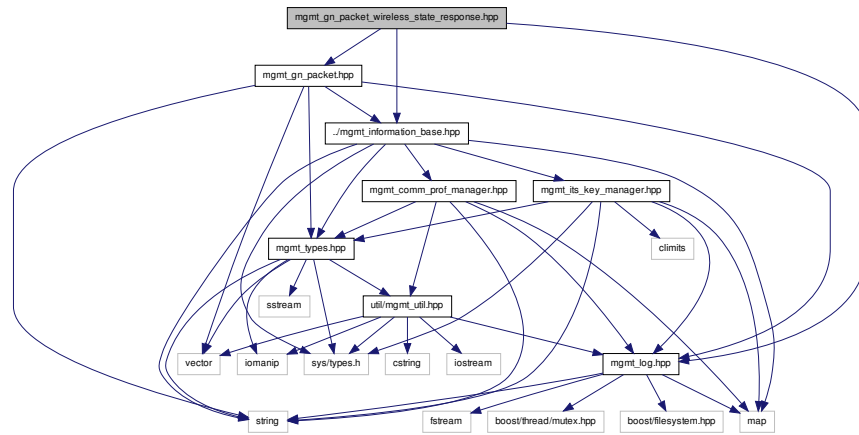 mgmt_gn_packet_wireless_state_response.hpp
mgmt_gn_packet.hpp
../mgmt_information_base.hpp
mgmt_comm_prof_manager.hpp
mgmt_its_key_manager.hpp
mgmt_types.hpp
climits
sstream
util/mgmt_util.hpp
vector
iomanip
sys/types.h
cstring
iostream
mgmt_log.hpp
string
fstream
boost/thread/mutex.hpp
boost/filesystem.hpp
map